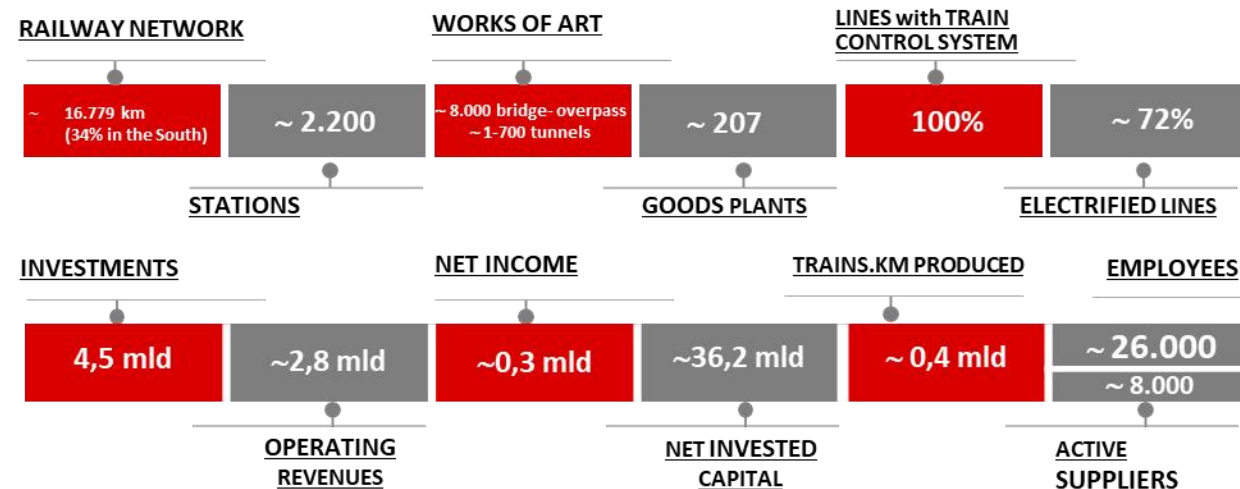 RAILWAY NETWORK
WORKS OF ART
LINES with TRAIN
CONTROL SYSTEM
~ 16.779 km
(34% in the South)
~ 2.200
~ 8.000 bridge- overpass
~1-700 tunnels
~ 207
100%
~ 72%
STATIONS
GOODS PLANTS
ELECTRIFIED LINES
INVESTMENTS
NET INCOME
TRAINS.KM PRODUCED
EMPLOYEES
4,5 mld
~2,8 mld
~0,3 mld
~36,2 mld
~ 0,4 mld
~ 26.000
~ 8.000
OPERATING
REVENUES
NET INVESTED
CAPITAL
ACTIVE
SUPPLIERS